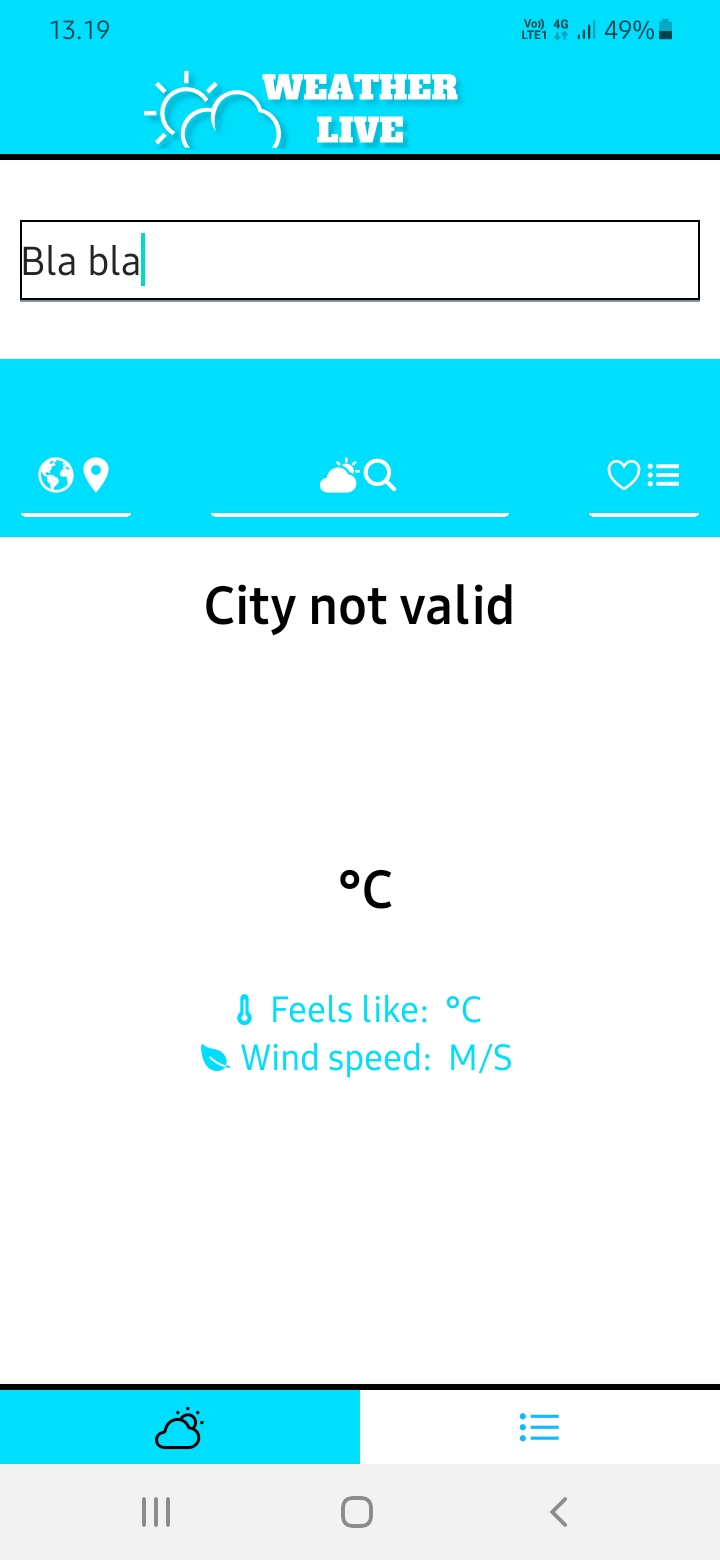 13.19
Vo)) LTE1 4G 49%
WEATHER
LIVE
Bla bla
City not valid
°C
Feels like: °C
Wind speed: M/S